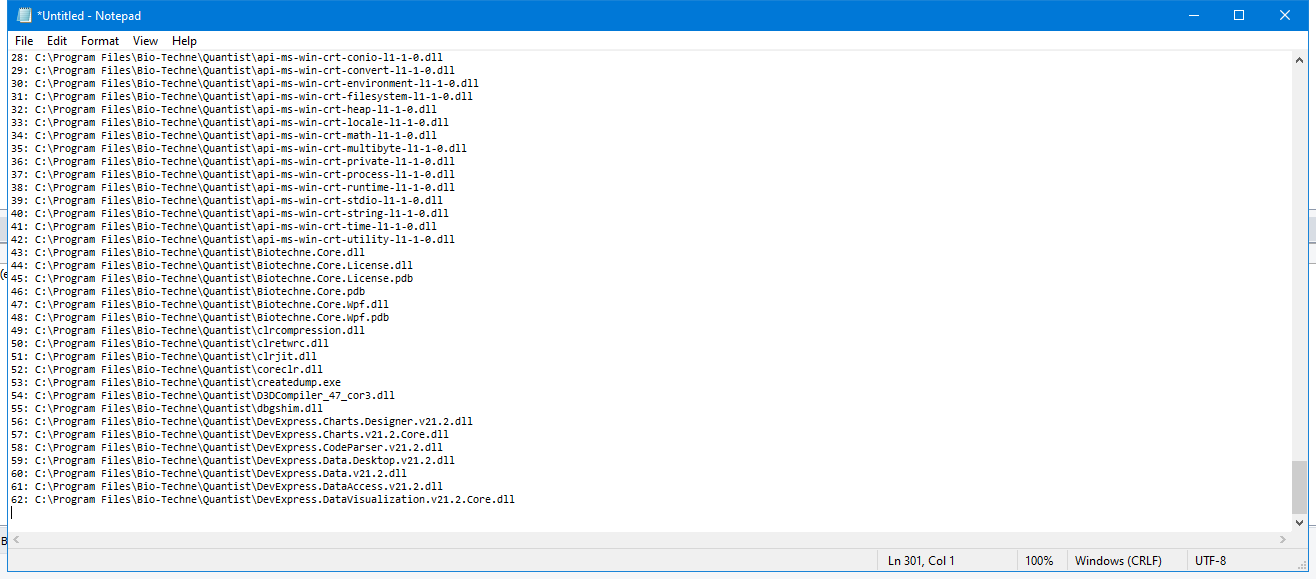 *Untitled - Notepad
File Edit Format View Help
28: C:\Program Files\Bio-Techne\Quantist\api-ms-win-crt-conio-l1-1-0.dll
29: C:\Program Files\Bio-Techne\Quantist\api-ms-win-crt-convert-l1-1-0.dll
30: C:\Program Files\Bio-Techne\Quantist\api-ms-win-crt-environment-l1-1-0.dll
31: C:\Program Files\Bio-Techne\Quantist\api-ms-win-crt-filesystem-l1-1-0.dll
32: C:\Program Files\Bio-Techne\Quantist\api-ms-win-crt-heap-l1-1-0.dll
33: C:\Program Files\Bio-Techne\Quantist\api-ms-win-crt-locale-l1-1-0.dll
34: C:\Program Files\Bio-Techne\Quantist\api-ms-win-crt-math-l1-1-0.dll
35: C:\Program Files\Bio-Techne\Quantist\api-ms-win-crt-multibyte-l1-1-0.dll
36: C:\Program Files\Bio-Techne\Quantist\api-ms-win-crt-private-l1-1-0.dll
37: C:\Program Files\Bio-Techne\Quantist\api-ms-win-crt-process-l1-1-0.dll
38: C:\Program Files\Bio-Techne\Quantist\api-ms-win-crt-runtime-l1-1-0.dll
39: C:\Program Files\Bio-Techne\Quantist\api-ms-win-crt-stdio-l1-1-0.dll
40: C:\Program Files\Bio-Techne\Quantist\api-ms-win-crt-string-l1-1-0.dll
41: C:\Program Files\Bio-Techne\Quantist\api-ms-win-crt-time-l1-1-0.dll
42: C:\Program Files\Bio-Techne\Quantist\api-ms-win-crt-utility-l1-1-0.dll
43: C:\Program Files\Bio-Techne\Quantist\Biotechne.Core.dll
44: C:\Program Files\Bio-Techne\Quantist\Biotechne.Core.License.dll
45: C:\Program Files\Bio-Techne\Quantist\Biotechne.Core.License.pdb
46: C:\Program Files\Bio-Techne\Quantist\Biotechne.Core.pdb
47: C:\Program Files\Bio-Techne\Quantist\Biotechne.Core.Wpf.dll
48: C:\Program Files\Bio-Techne\Quantist\Biotechne.Core.Wpf.pdb
49: C:\Program Files\Bio-Techne\Quantist\clrcompression.dll
50: C:\Program Files\Bio-Techne\Quantist\clretwrc.dll
51: C:\Program Files\Bio-Techne\Quantist\clrjit.dll
52: C:\Program Files\Bio-Techne\Quantist\coreclr.dll
53: C:\Program Files\Bio-Techne\Quantist\createdump.exe
54: C:\Program Files\Bio-Techne\Quantist\D3DCompiler_47_cor3.dll
55: C:\Program Files\Bio-Techne\Quantist\dbgshim.dll
56: C:\Program Files\Bio-Techne\Quantist\DevExpress.Charts.Designer.v21.2.dll
57: C:\Program Files\Bio-Techne\Quantist\DevExpress.Charts.v21.2.Core.dll
58: C:\Program Files\Bio-Techne\Quantist\DevExpress.CodeParser.v21.2.dll
59: C:\Program Files\Bio-Techne\Quantist\DevExpress.Data.Desktop.v21.2.dll
60: C:\Program Files\Bio-Techne\Quantist\DevExpress.Data.v21.2.dll
61: C:\Program Files\Bio-Techne\Quantist\DevExpress.DataAccess.v21.2.dll
62: C:\Program Files\Bio-Techne\Quantist\DevExpress.DataVisualization.v21.2.Core.dll
Ln 301, Col 1 100% Windows (CRLF) UTF-8